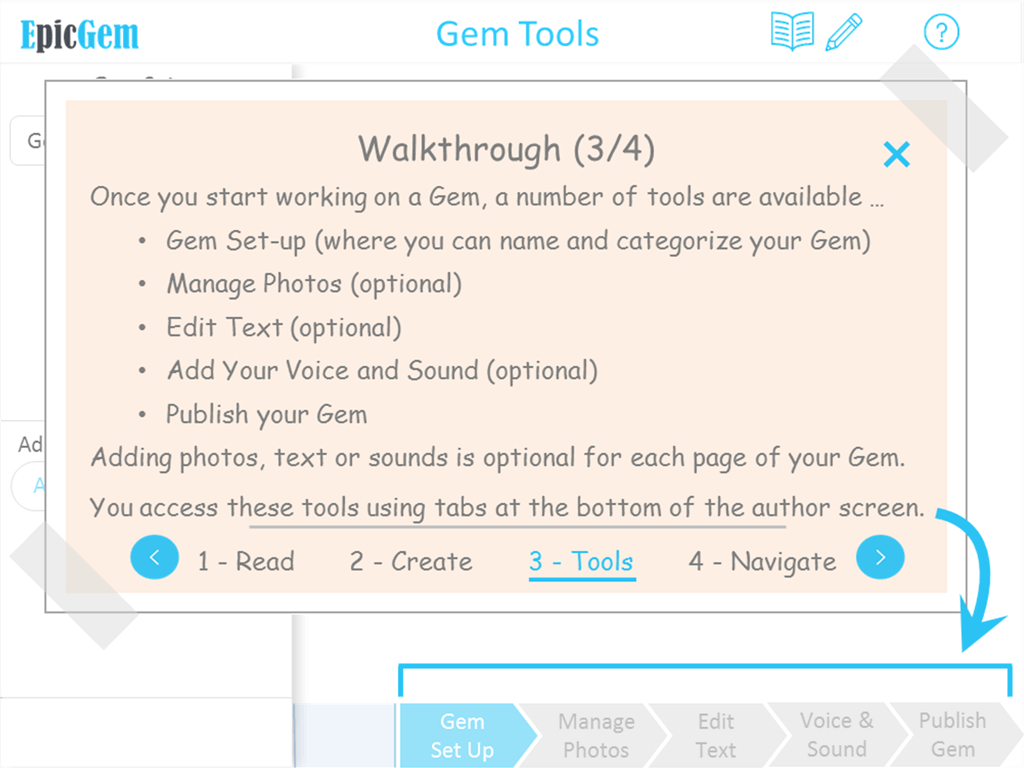 EpicGem
Gem Tools
?
Walkthrough (3/4)
Once you start working on a Gem, a number of tools are available ...
• Gem Set-up (where you can name and categorize your Gem)
• Manage Photos (optional)
• Edit Text (optional)
• Add Your Voice and Sound (optional)
• Publish your Gem
Adding photos, text or sounds is optional for each page of your Gem.
You access these tools using tabs at the bottom of the author screen.
1 - Read
2 - Create
3 - Tools
4 - Navigate
Gem
Set Up
Manage
Photos
Edit
Text
Voice &
Sound
Publish
Gem